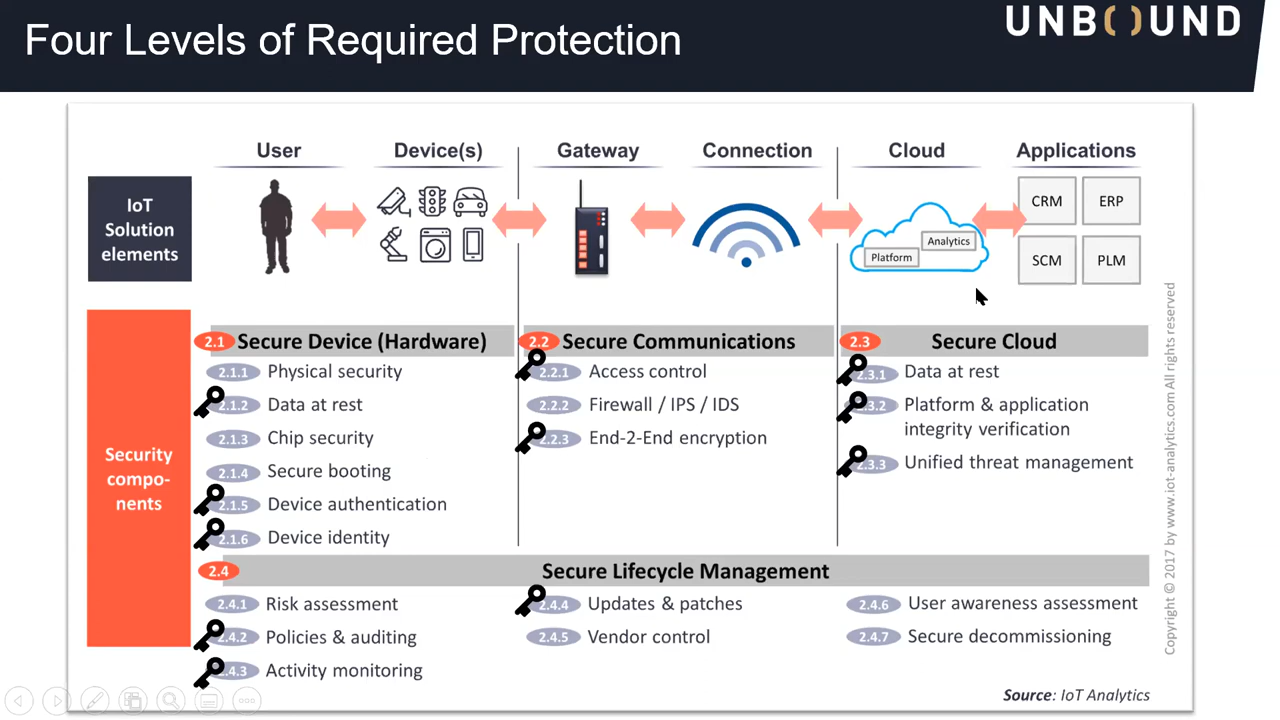 Four Levels of Required Protection
UNBOUND
User
Device(s)
Gateway
Connection
Cloud
Applications
IoT
Solution
elements
Platform
Analytics
CRM
ERP
SCM
PLM
Security
compo-
nents
2.1 Secure Device (Hardware)
2.1.1 Physical security
2.1.2 Data at rest
2.1.3 Chip security
2.1.4 Secure booting
2.1.5 Device authentication
2.1.6 Device identity
2.2 Secure Communications
2.2.1 Access control
2.2.2 Firewall / IPS / IDS
2.2.3 End-2-End encryption
2.3 Secure Cloud
2.3.1 Data at rest
2.3.2 Platform & application
integrity verification
2.3.3 Unified threat management
2.4 Secure Lifecycle Management
2.4.1 Risk assessment
2.4.2 Policies & auditing
2.4.3 Activity monitoring
2.4.4 Updates & patches
2.4.5 Vendor control
2.4.6 User awareness assessment
2.4.7 Secure decommissioning
Source: IoT Analytics
Copyright © 2017 by www.iot-analytics.com All rights reserved